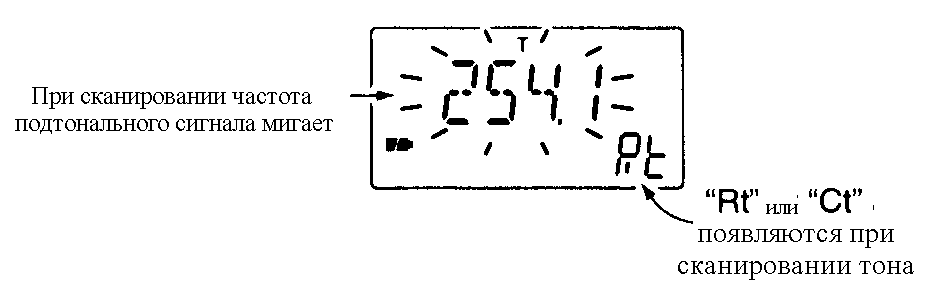 T
При сканировании частота
подтонального сигнала мигает
254.1
Rt
“Rt” или “Ct”
появляются при
сканировании тона